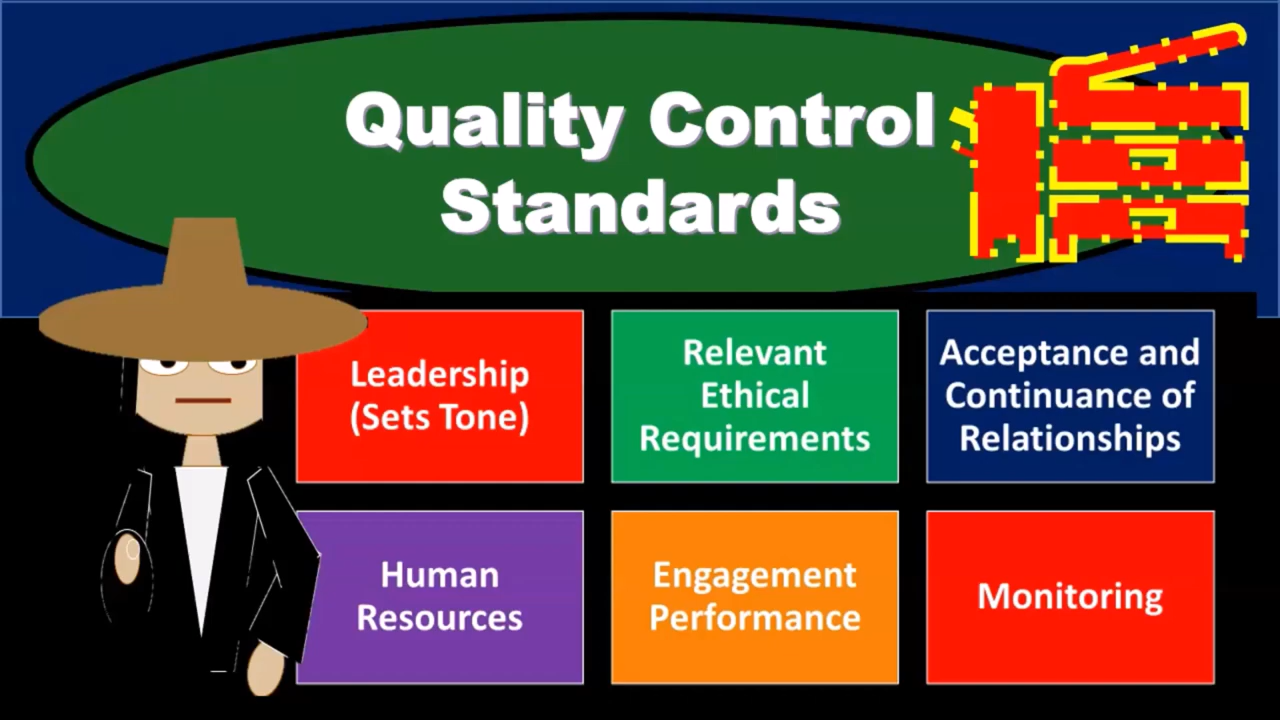 Quality Control
Standards
Leadership
(Sets Tone)
Relevant
Ethical
Requirements
Acceptance and
Continuance of
Relationships
Human
Resources
Engagement
Performance
Monitoring